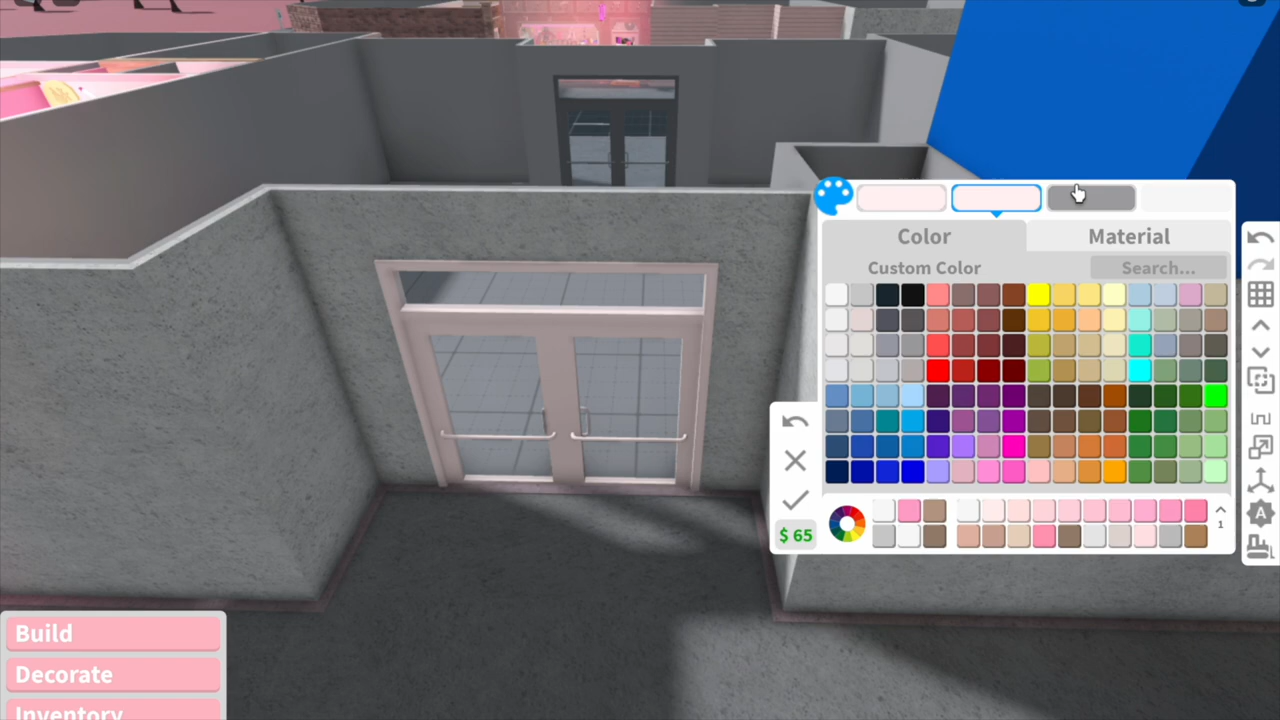 Color
Material
Custom Color
Search...
$ 65
1
A
Build
Decorate
Inventory